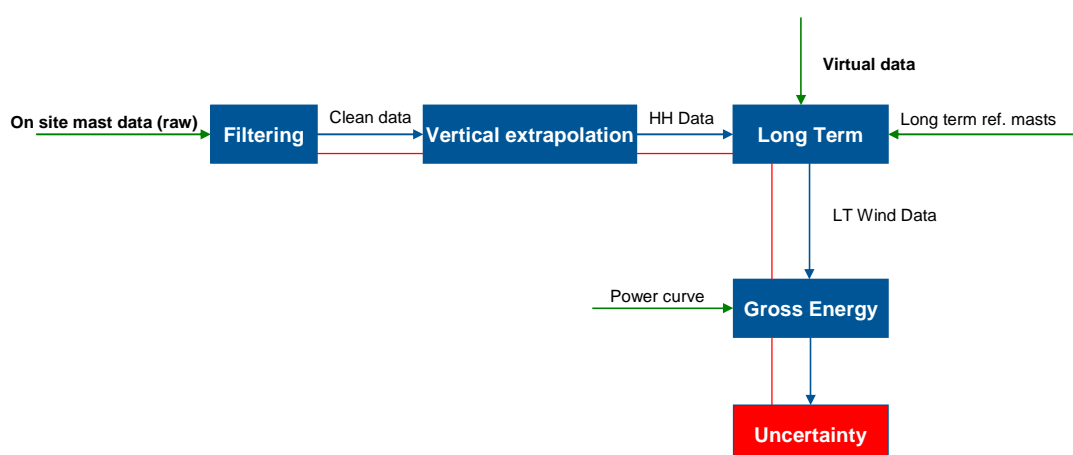 Virtual data
On site mast data (raw)
Filtering
Clean data
Vertical extrapolation
HH Data
Long Term
Long term ref. masts
LT Wind Data
Power curve
Gross Energy
Uncertainty